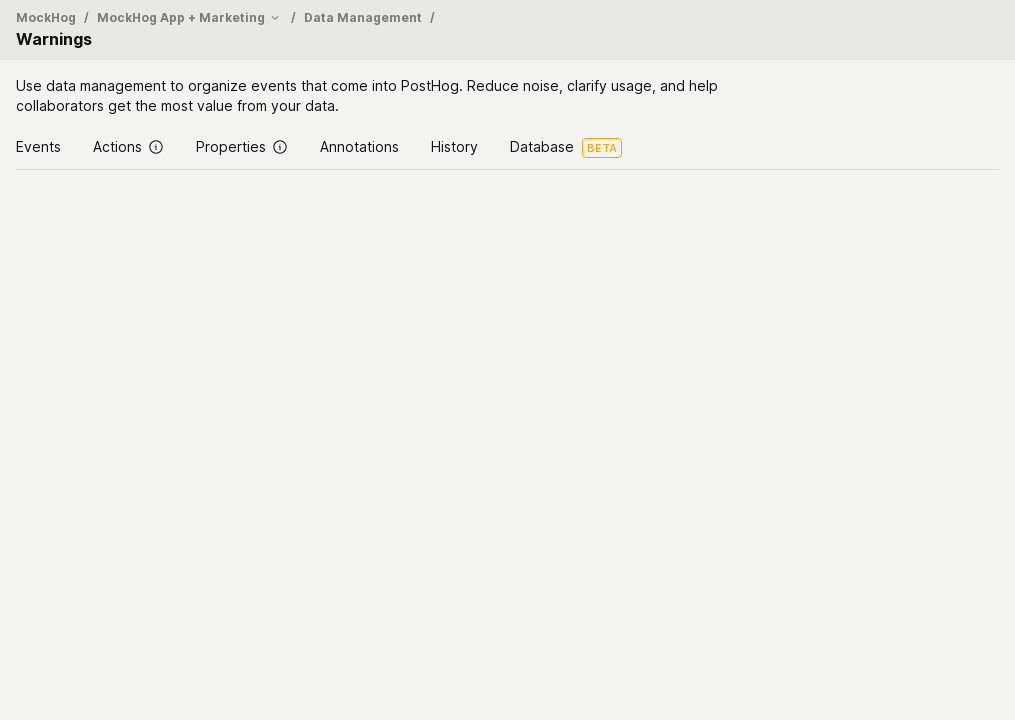 MockHog / MockHog App + Marketing / Data Management /
Warnings
Use data management to organize events that come into PostHog. Reduce noise, clarify usage, and help
collaborators get the most value from your data.
Events Actions Properties Annotations History Database BETA